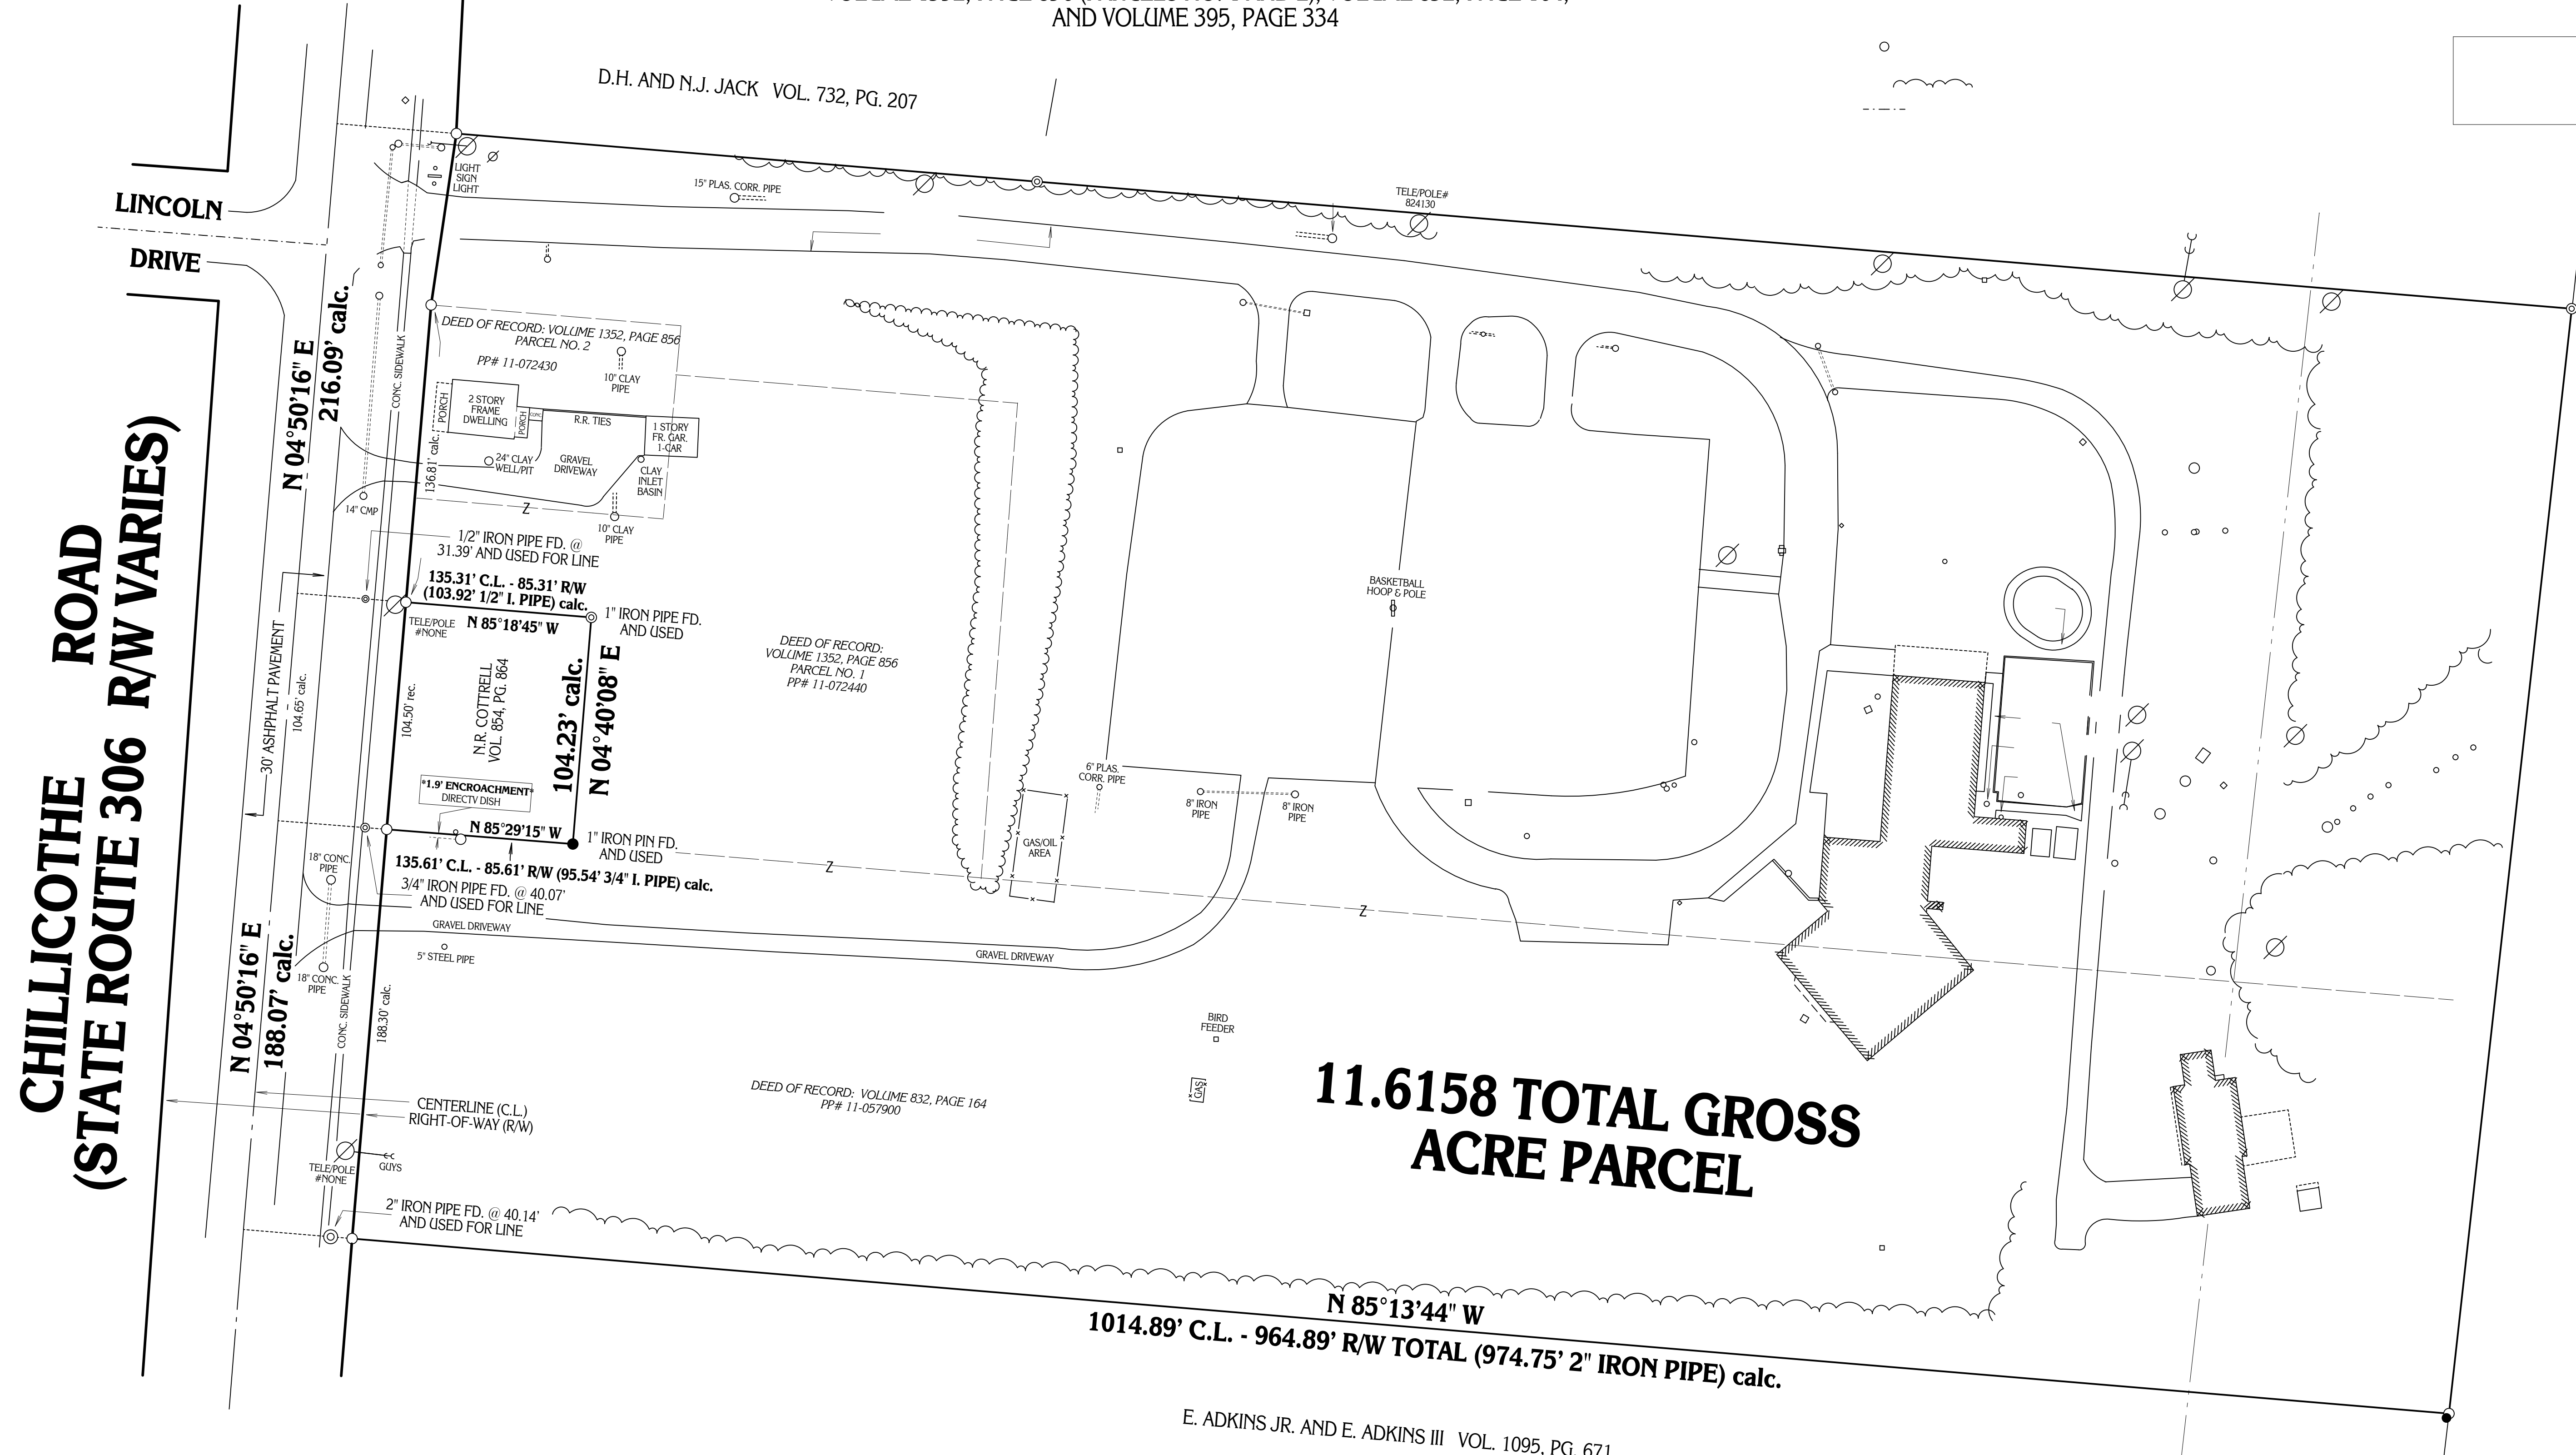 AND VOLUME 395, PAGE 334
D.H. AND N.J. JACK VOL. 732, PG. 207
LINCOLN
DRIVE
LIGHT
SIGN
LIGHT
15" PLAS. CORR. PIPE
TELE/POLE#
824130
N 04°50'16" E
216.09' calc.
CONC. SIDEWALK
DEED OF RECORD: VOLUME 1352, PAGE 856
PARCEL NO. 2
PP# 11-072430
10" CLAY
PIPE
PORCH
2 STORY
FRAME
DWELLING
PORCH
CONC.
R.R. TIES
1 STORY
FR. GAR.
1-CAR
24" CLAY
WELL/PIT
GRAVEL
DRIVEWAY
CLAY
INLET
BASIN
136.81' calc.
14" CMP
Z
10" CLAY
PIPE
1/2" IRON PIPE FD. @
31.39' AND USED FOR LINE
135.31' C.L. - 85.31' R/W
(103.92' 1/2" I. PIPE) calc.
N 85°18'45" W
1" IRON PIPE FD.
AND USED
TELE/POLE
#NONE
CHILLICOTHE ROAD
(STATE ROUTE 306 R/W VARIES)
30' ASHPHALT PAVEMENT
104.65' calc.
104.50' rec.
N.R. COTTRELL
VOL. 854, PG. 864
104.23' calc.
N 04°40'08" E
DEED OF RECORD:
VOLUME 1352, PAGE 856
PARCEL NO. 1
PP# 11-072440
BASKETBALL
HOOP & POLE
*1.9' ENCROACHMENT*
DIRECTV DISH
N 85°29'15" W
1" IRON PIN FD.
AND USED
135.61' C.L. - 85.61' R/W (95.54' 3/4" I. PIPE) calc.
3/4" IRON PIPE FD. @ 40.07'
AND USED FOR LINE
18" CONC.
PIPE
Z
GAS/OIL
AREA
6" PLAS.
CORR. PIPE
8" IRON
PIPE
8" IRON
PIPE
Z
GRAVEL DRIVEWAY
GRAVEL DRIVEWAY
5" STEEL PIPE
18" CONC.
PIPE
N 04°50'16" E
188.07' calc.
CONC. SIDEWALK
188.30' calc.
BIRD
FEEDER
GAS
DEED OF RECORD: VOLUME 832, PAGE 164
PP# 11-057900
CENTERLINE (C.L.)
RIGHT-OF-WAY (R/W)
TELE/POLE
#NONE
GUYS
2" IRON PIPE FD. @ 40.14'
AND USED FOR LINE
11.6158 TOTAL GROSS
ACRE PARCEL
N 85°13'44" W
1014.89' C.L. - 964.89' R/W TOTAL (974.75' 2" IRON PIPE) calc.
E. ADKINS JR. AND E. ADKINS III VOL. 1095, PG. 671